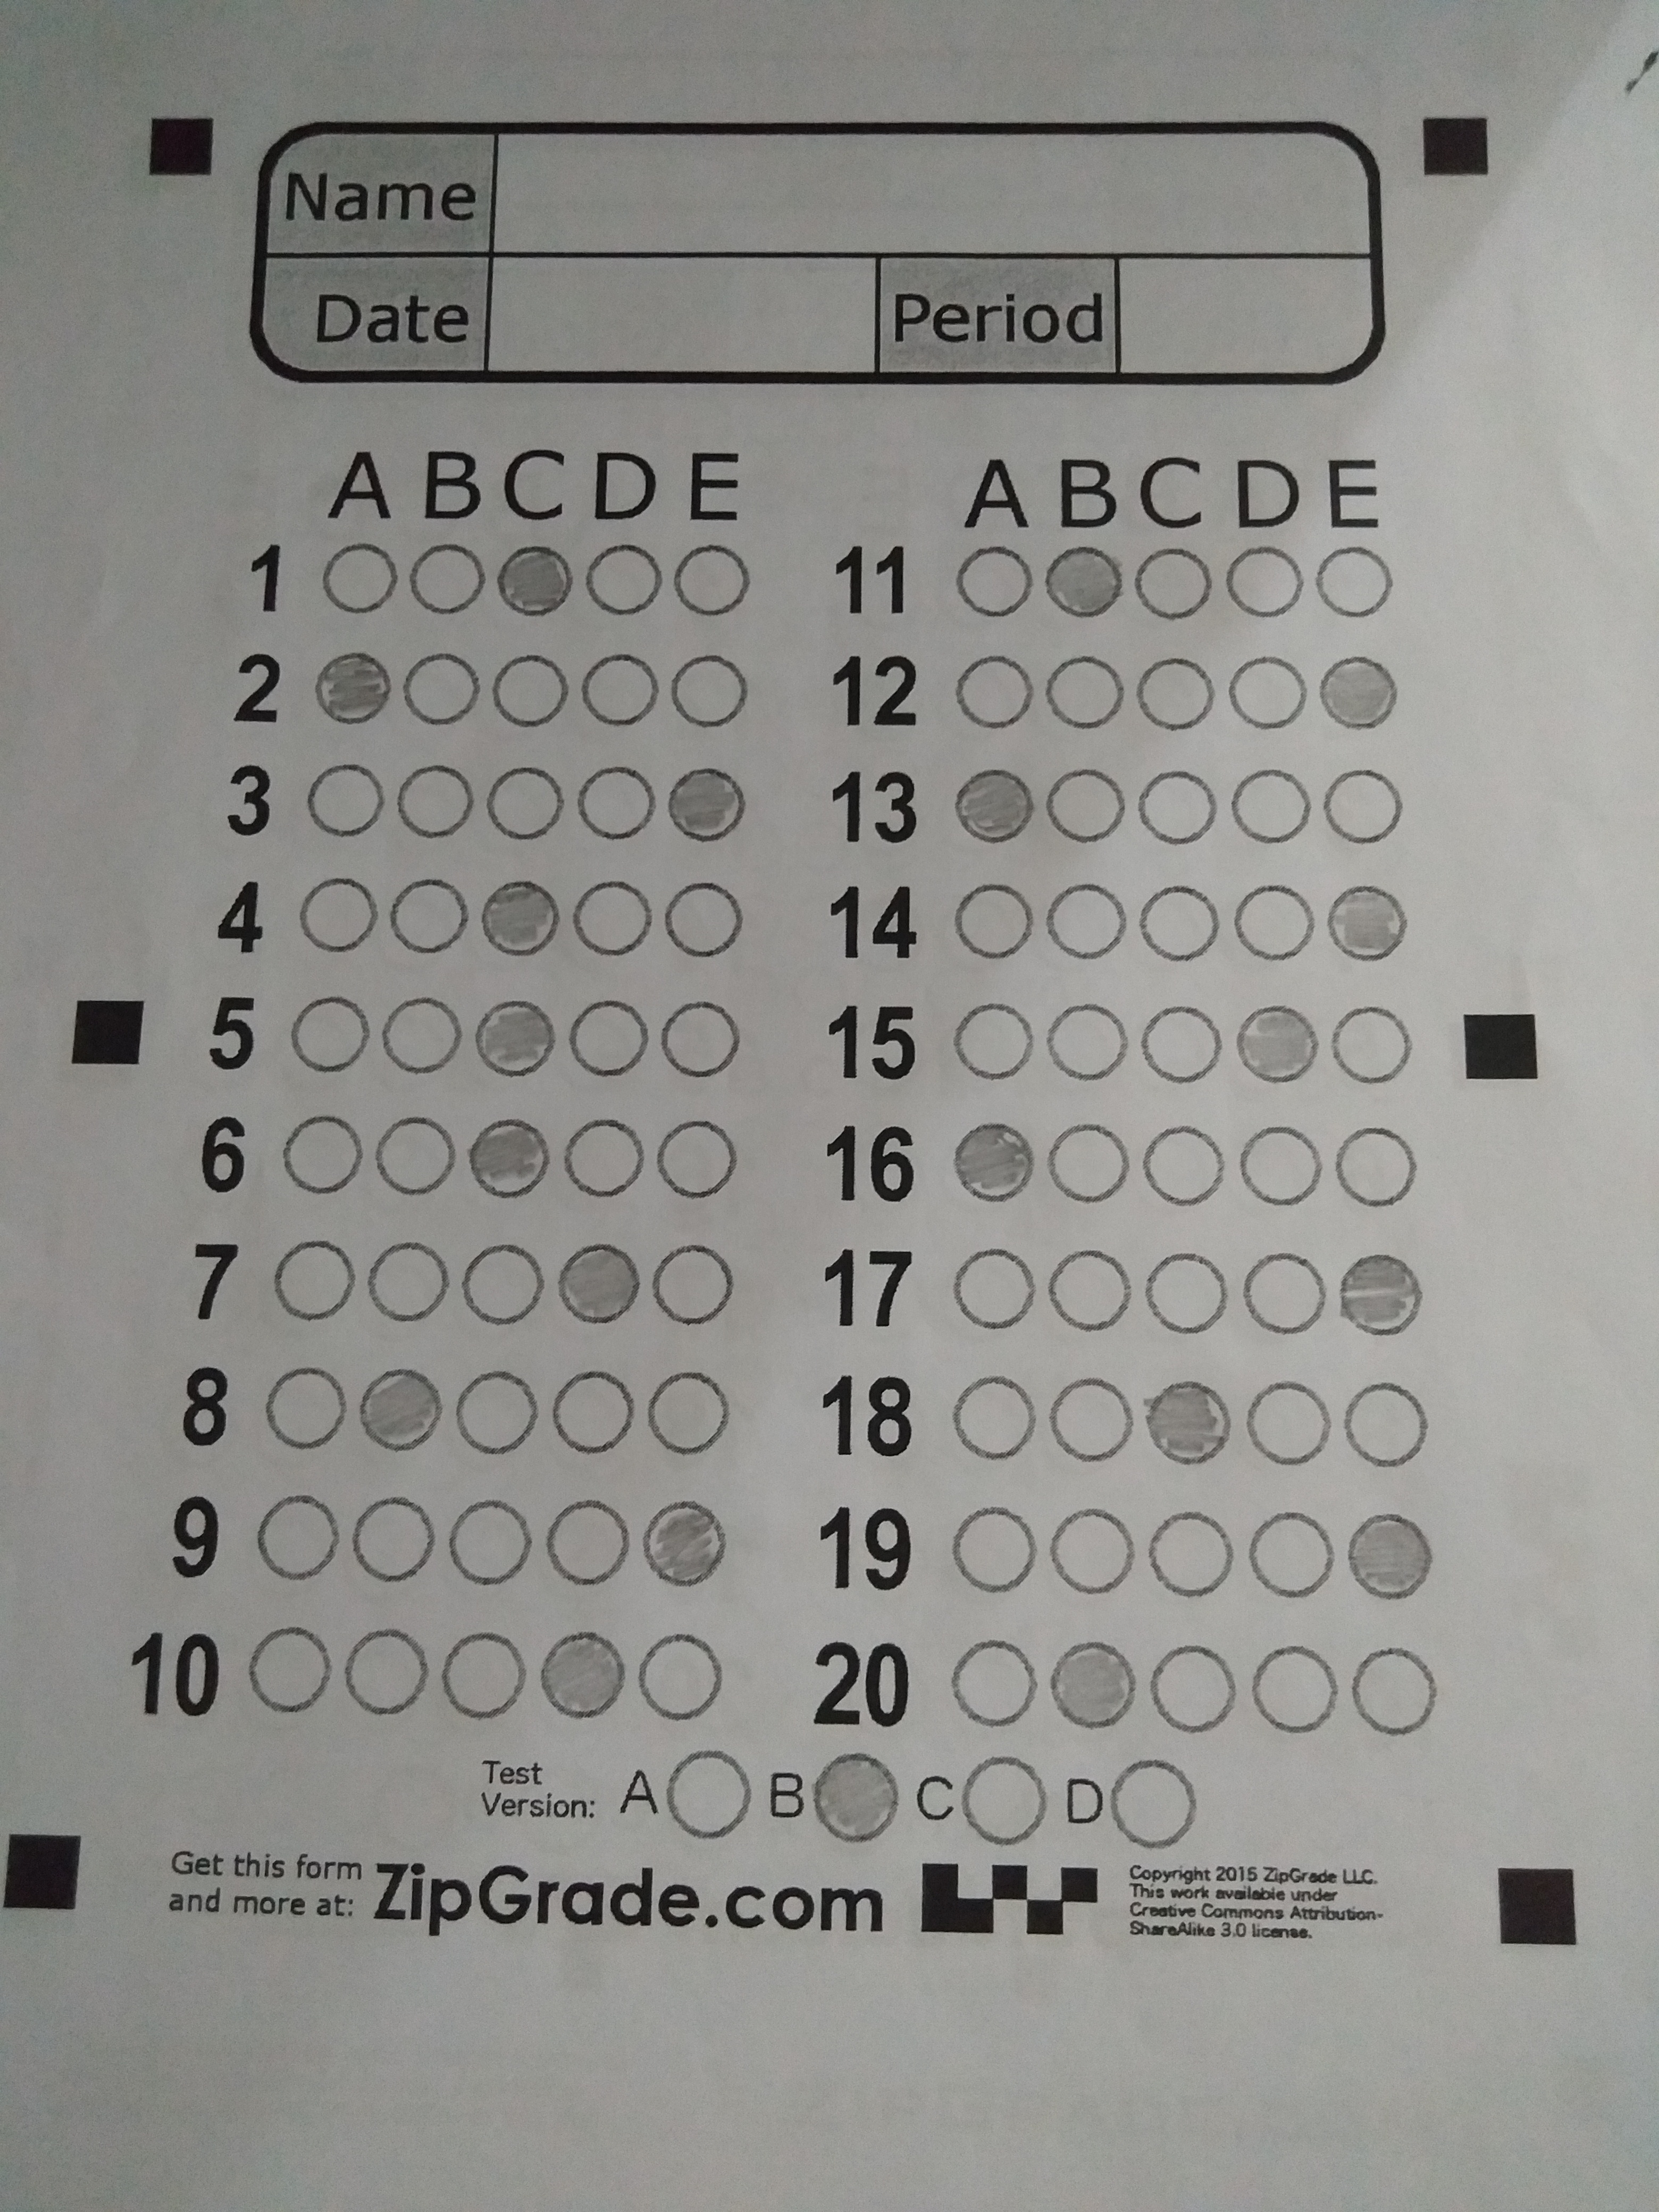 Name
Date Period
A B C D E A B C D E
1 11
2 12
3 13
4 14
5 15
6 16
7 17
8 18
9 19
10 20
Test
Version: A B C D
Get this form
and more at: ZipGrade.com
Copyright 2015 ZipGrade LLC.
This work available under
Creative Commons Attribution-
ShareAlike 3.0 license.